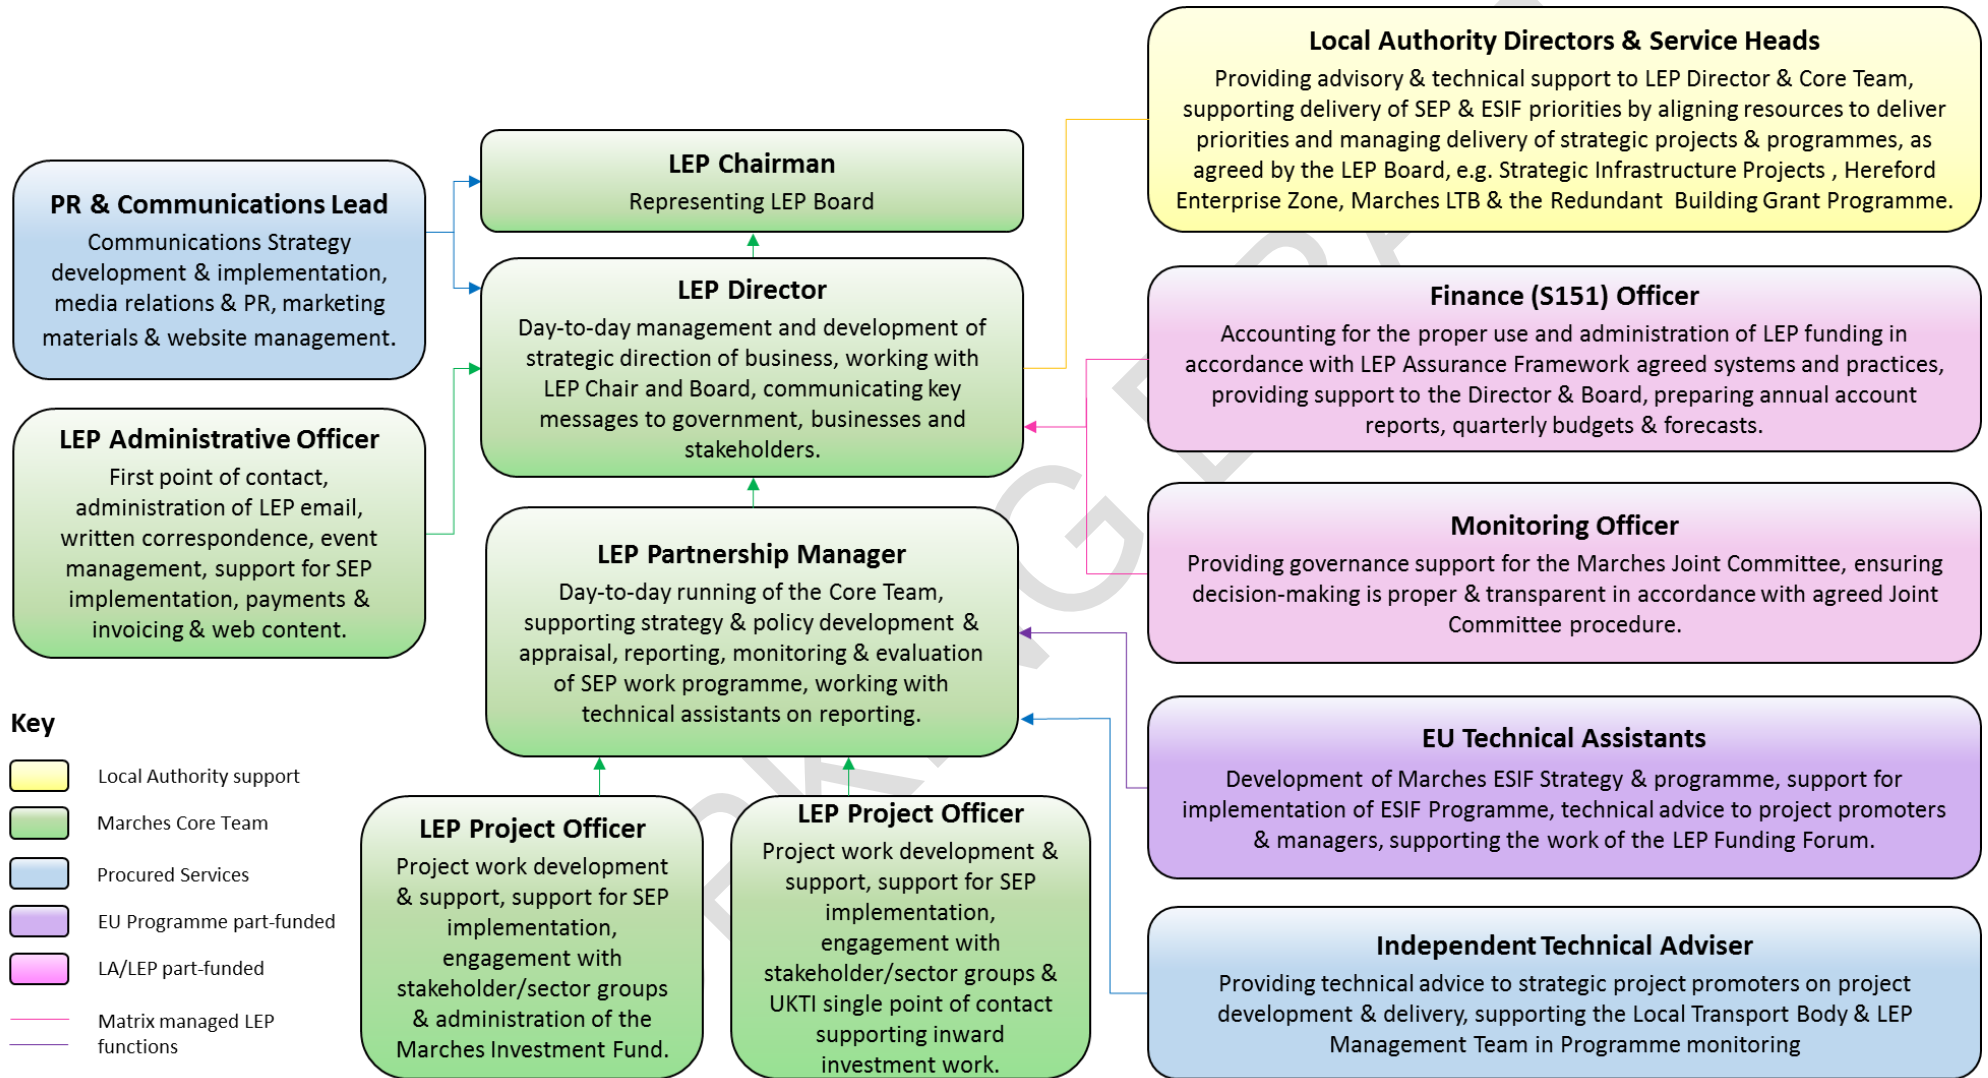 PR & Communications Lead
Communications Strategy
development & implementation,
media relations & PR, marketing
materials & website management.
LEP Administrative Officer
First point of contact,
administration of LEP email,
written correspondence, event
management, support for SEP
implementation, payments &
invoicing & web content.
Key
Local Authority support
Marches Core Team
Procured Services
EU Programme part-funded
LA/LEP part-funded
Matrix managed LEP
functions
LEP Chairman
Representing LEP Board
LEP Director
Day-to-day management and development of
strategic direction of business, working with
LEP Chair and Board, communicating key
messages to government, businesses and
stakeholders.
LEP Partnership Manager
Day-to-day running of the Core Team,
supporting strategy & policy development &
appraisal, reporting, monitoring & evaluation
of SEP work programme, working with
technical assistants on reporting.
LEP Project Officer
Project work development
& support, support for SEP
implementation,
engagement with
stakeholder/sector groups
& administration of the
Marches Investment Fund.
LEP Project Officer
Project work development &
support, support for SEP
implementation,
engagement with
stakeholder/sector groups &
UKTI single point of contact
supporting inward
investment work.
Local Authority Directors & Service Heads
Providing advisory & technical support to LEP Director & Core Team,
supporting delivery of SEP & ESIF priorities by aligning resources to deliver
priorities and managing delivery of strategic projects & programmes, as
agreed by the LEP Board, e.g. Strategic Infrastructure Projects , Hereford
Enterprise Zone, Marches LTB & the Redundant Building Grant Programme.
Finance (S151) Officer
Accounting for the proper use and administration of LEP funding in
accordance with LEP Assurance Framework agreed systems and practices,
providing support to the Director & Board, preparing annual account
reports, quarterly budgets & forecasts.
Monitoring Officer
Providing governance support for the Marches Joint Committee, ensuring
decision-making is proper & transparent in accordance with agreed Joint
Committee procedure.
EU Technical Assistants
Development of Marches ESIF Strategy & programme, support for
implementation of ESIF Programme, technical advice to project promoters
& managers, supporting the work of the LEP Funding Forum.
Independent Technical Adviser
Providing technical advice to strategic project promoters on project
development & delivery, supporting the Local Transport Body & LEP
Management Team in Programme monitoring